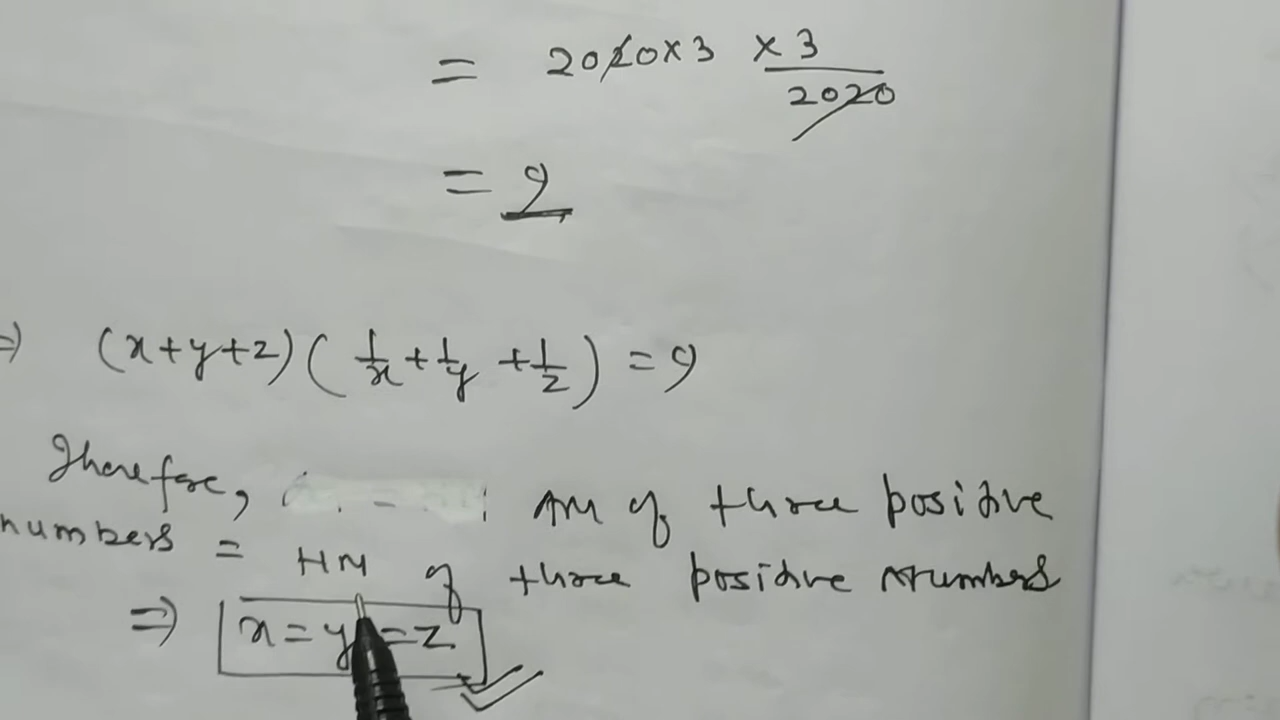 = 2020×3 × 3/2020
= 9
⇒ (x+y+z)(1/x + 1/y + 1/z) = 9
Therefore, AM of three positive
numbers = HM of three positive numbers
⇒ x=y=z